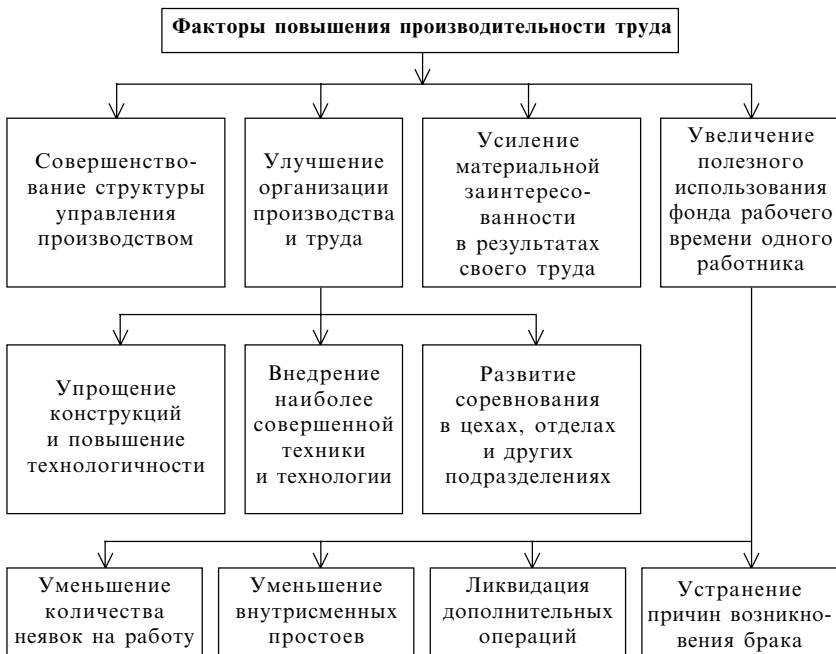 Факторы повышения производительности труда
Совершенство-
вание структуры
управления
производством
Улучшение
организации
производства
и труда
Усиление
материальной
заинтересо-
ванности
в результатах
своего труда
Увеличение
полезного
использования
фонда рабочего
времени одного
работника
Упрощение
конструкций
и повышение
технологичности
Внедрение
наиболее
совершенной
техники
и технологии
Развитие
соревнования
в цехах, отделах
и других
подразделениях
Уменьшение
количества
неявок на работу
Уменьшение
внутрисменных
простоев
Ликвидация
дополнительных
операций
Устранение
причин возникно-
вения брака